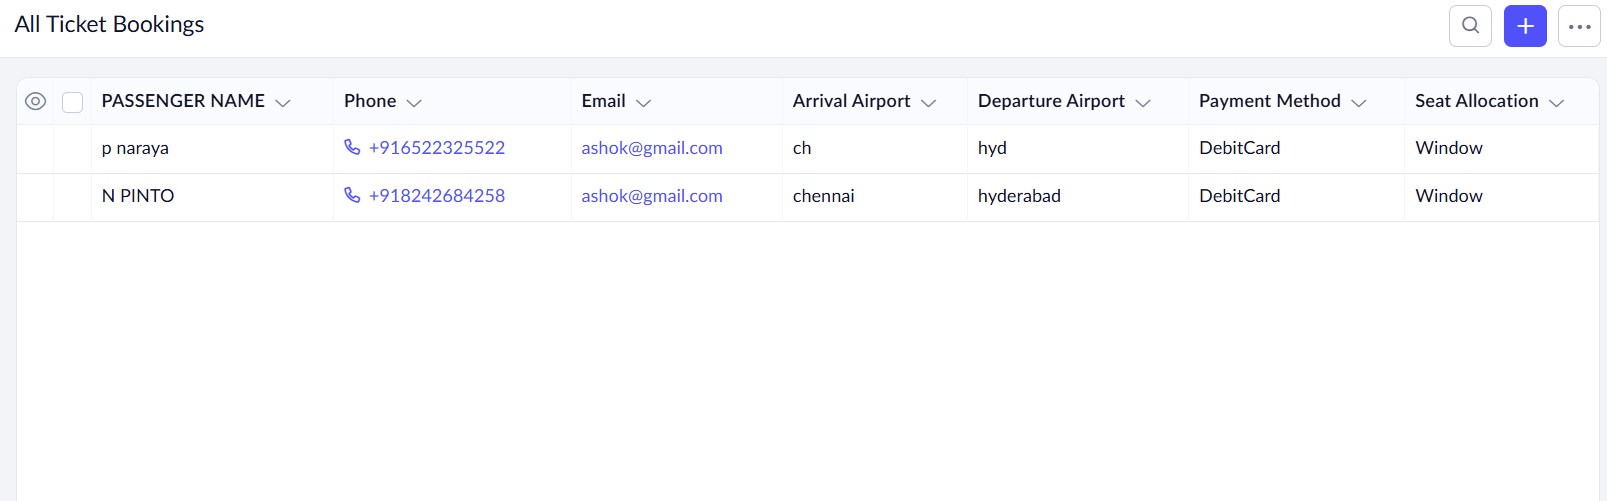 All Ticket Bookings
PASSENGER NAME Phone Email Arrival Airport Departure Airport Payment Method Seat Allocation
p naraya +916522325522 ashok@gmail.com ch hyd DebitCard Window
N PINTO +918242684258 ashok@gmail.com chennai hyderabad DebitCard Window